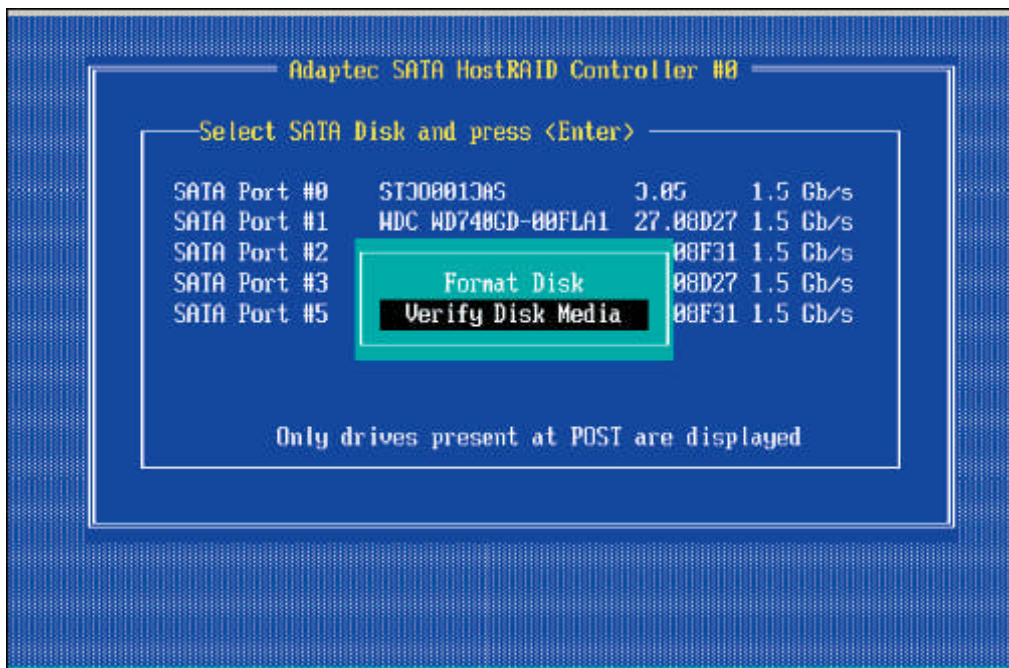 Adaptec SATA HostRAID Controller #0
Select SATA Disk and press <Enter>
SATA Port #0 ST380013AS 3.05 1.5 Gb/s
SATA Port #1 WDC WD740GD-00FLA1 27.08D27 1.5 Gb/s
SATA Port #2 08F31 1.5 Gb/s
SATA Port #3 08D27 1.5 Gb/s
SATA Port #5 08F31 1.5 Gb/s
Format Disk
Verify Disk Media
Only drives present at POST are displayed